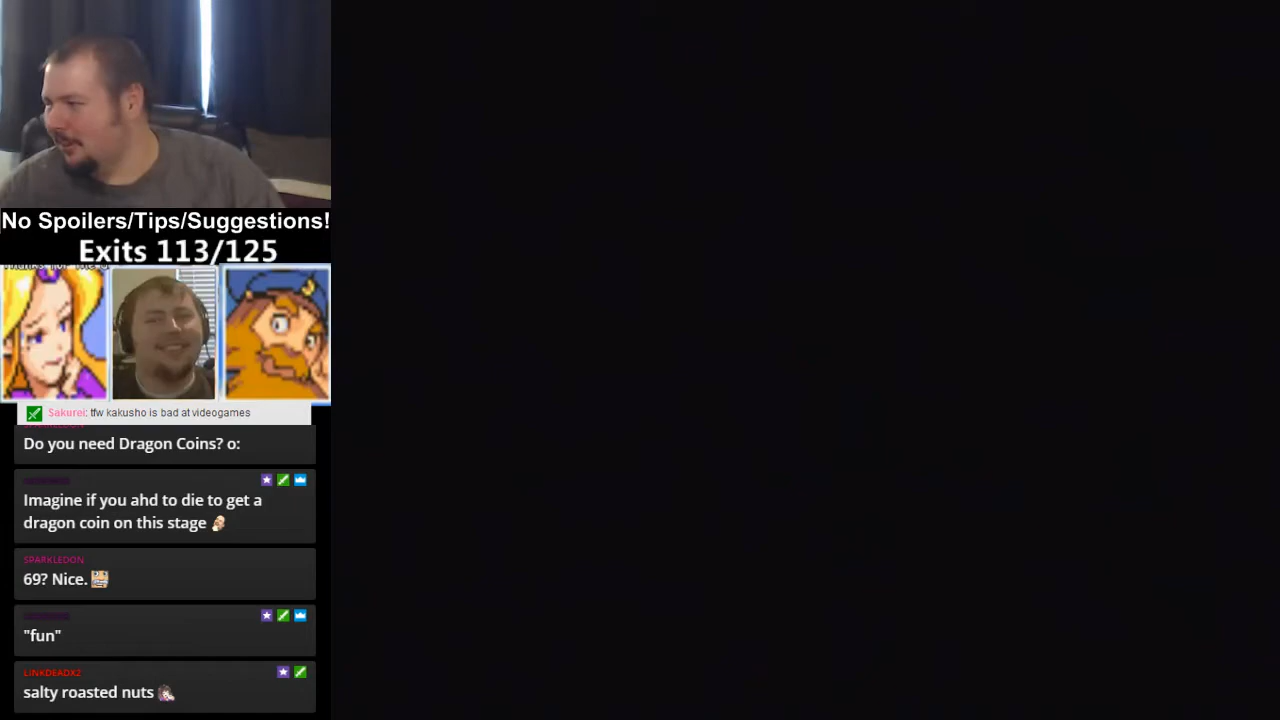 No Spoilers/Tips/Suggestions!
Exits 113/125
Sakurei: tfw kakusho is bad at videogames
Do you need Dragon Coins? o:
Imagine if you ahd to die to get a
dragon coin on this stage
SPARKLEDON
69? Nice.
"fun"
LINKDEADX2
salty roasted nuts